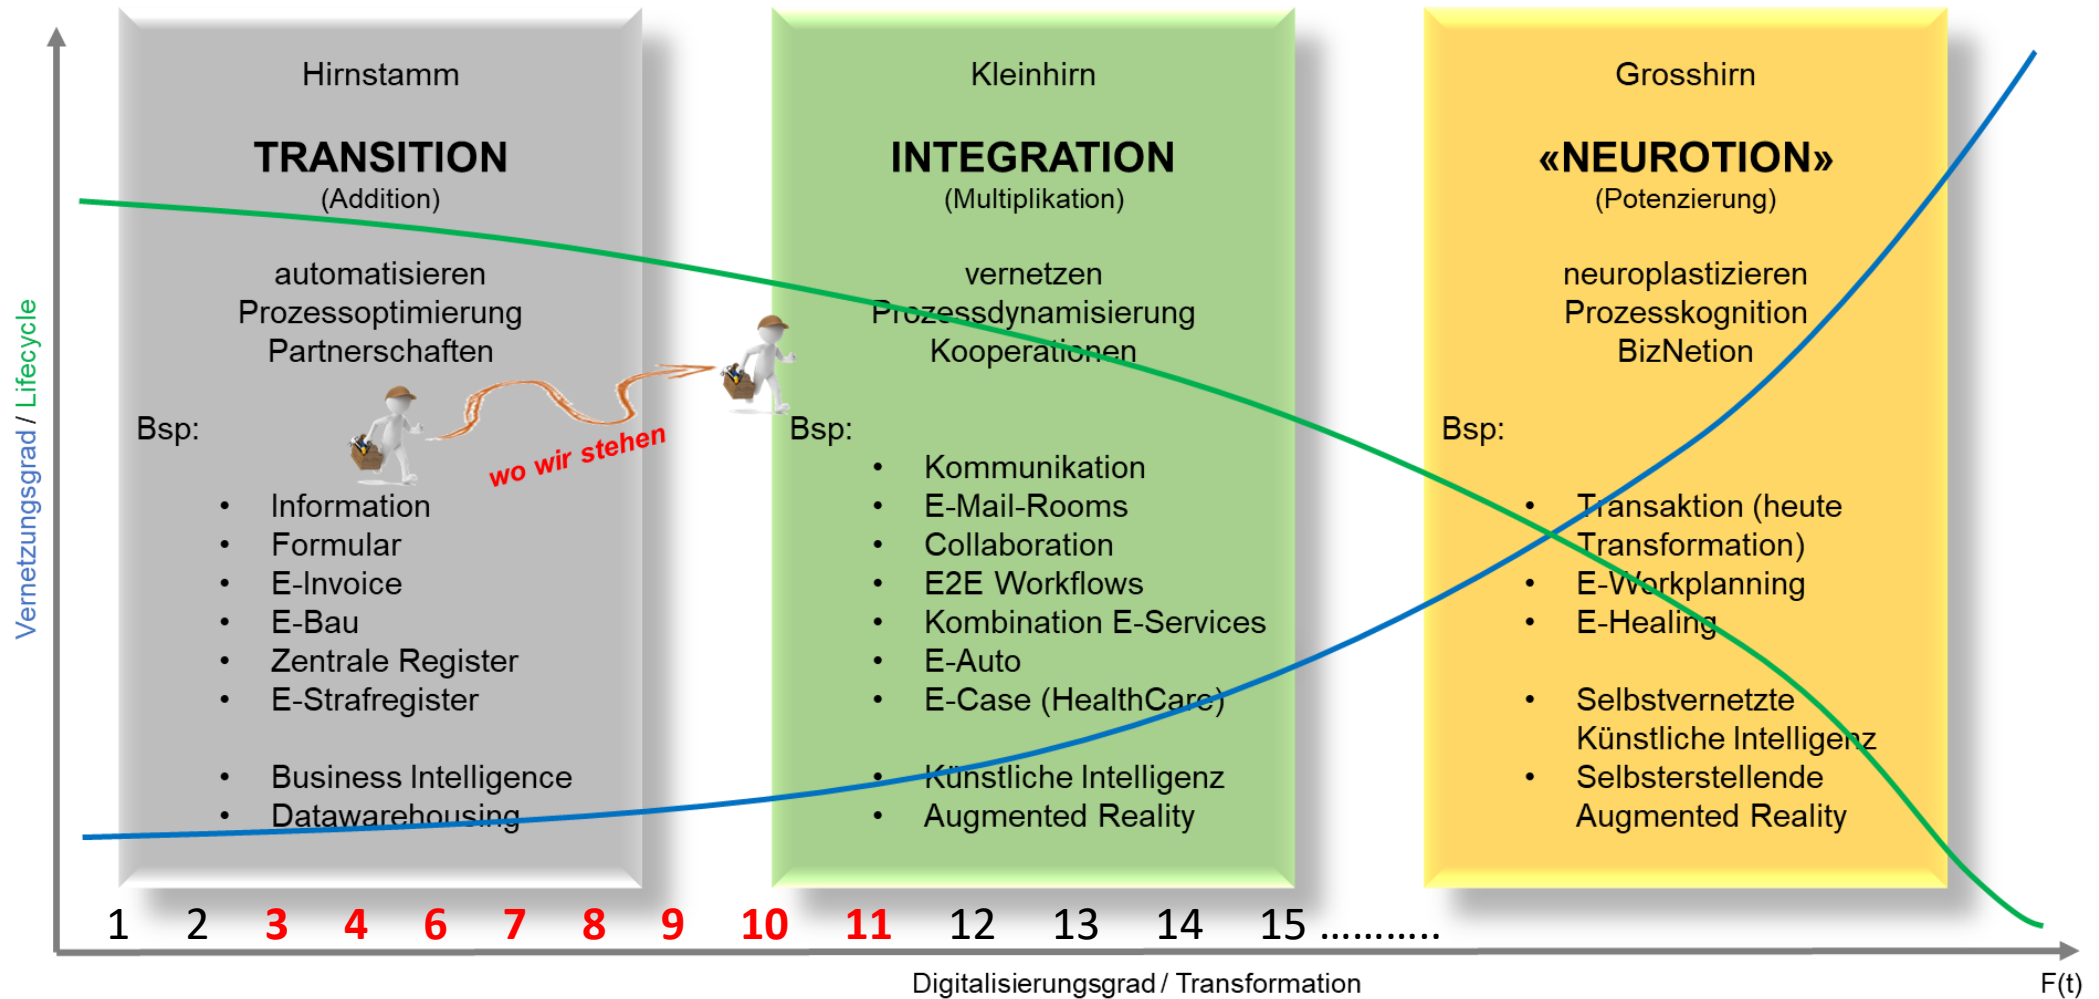 Vernetzungsgrad / Lifecycle
Hirnstamm
TRANSITION
(Addition)
automatisieren
Prozessoptimierung
Partnerschaften
Bsp:
wo wir stehen
• Information
• Formular
• E-Invoice
• E-Bau
• Zentrale Register
• E-Strafregister
• Business Intelligence
• Datawarehousing
Kleinhirn
INTEGRATION
(Multiplikation)
vernetzen
Prozessdynamisierung
Kooperationen
Bsp:
• Kommunikation
• E-Mail-Rooms
• Collaboration
• E2E Workflows
• Kombination E-Services
• E-Auto
• E-Case (HealthCare)
• Künstliche Intelligenz
• Augmented Reality
Grosshirn
«NEUROTION»
(Potenzierung)
neuroplastizieren
Prozesskognition
BizNetion
Bsp:
• Transaktion (heute
Transformation)
• E-Workplanning
• E-Healing
• Selbstvernetzte
Künstliche Intelligenz
• Selbsterstellende
Augmented Reality
1 2 3 4 6 7 8 9 10 11 12 13 14 15 ...........
Digitalisierungsgrad / Transformation
F(t)